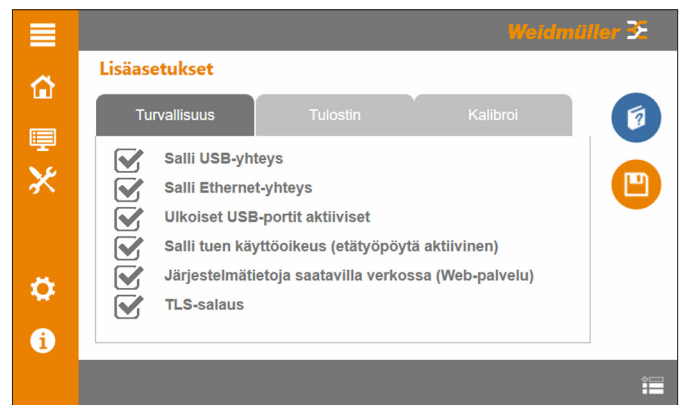 Weidmüller
Lisäasetukset
Turvallisuus
Tulostin
Kalibroi
Salli USB-yhteys
Salli Ethernet-yhteys
Ulkoiset USB-portit aktiiviset
Salli tuen käyttöoikeus (etätyöpöytä aktiivinen)
Järjestelmätietoja saatavilla verkossa (Web-palvelu)
TLS-salaus